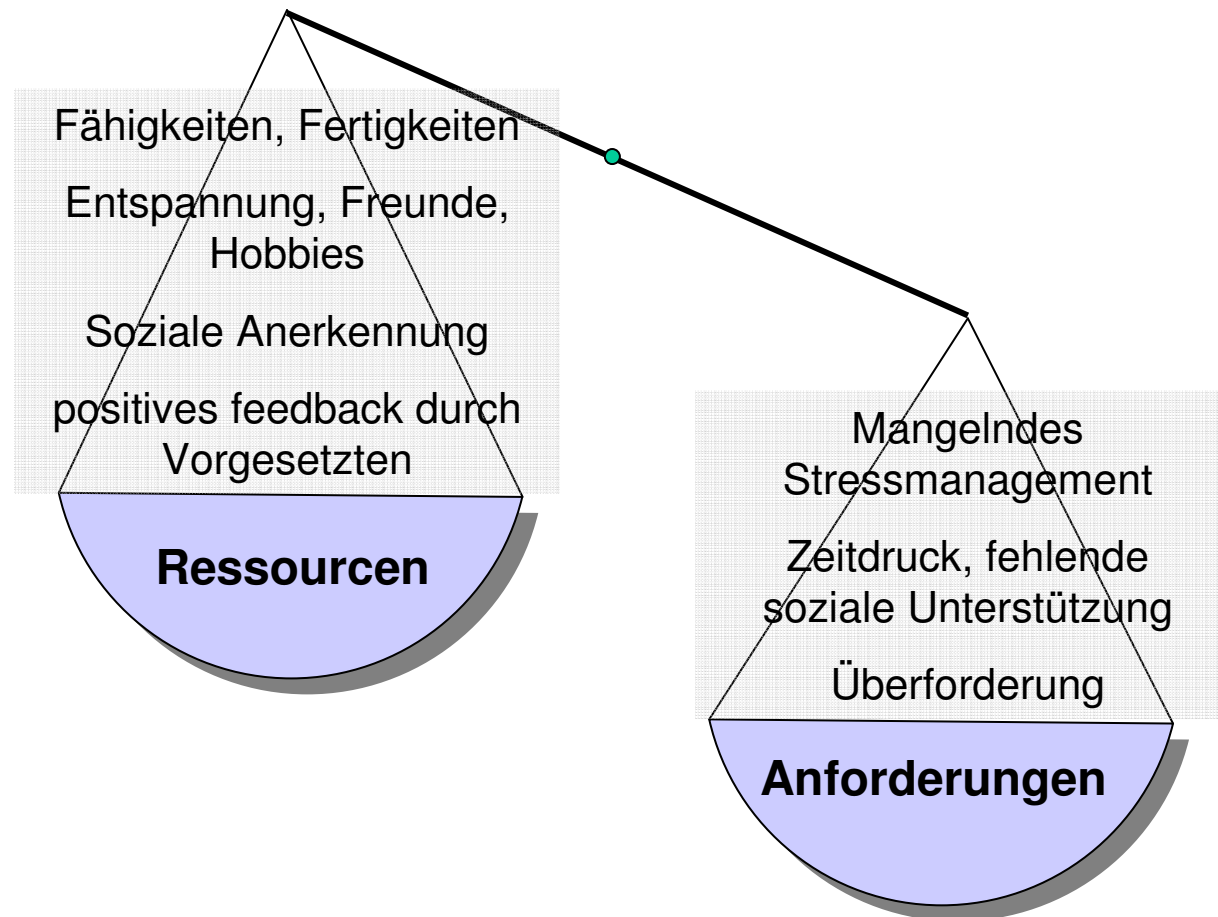 Fähigkeiten, Fertigkeiten
Entspannung, Freunde,
Hobbies
Soziale Anerkennung
positives feedback durch
Vorgesetzten
Ressourcen
Mangelndes
Stressmanagement
Zeitdruck, fehlende
soziale Unterstützung
Überforderung
Anforderungen